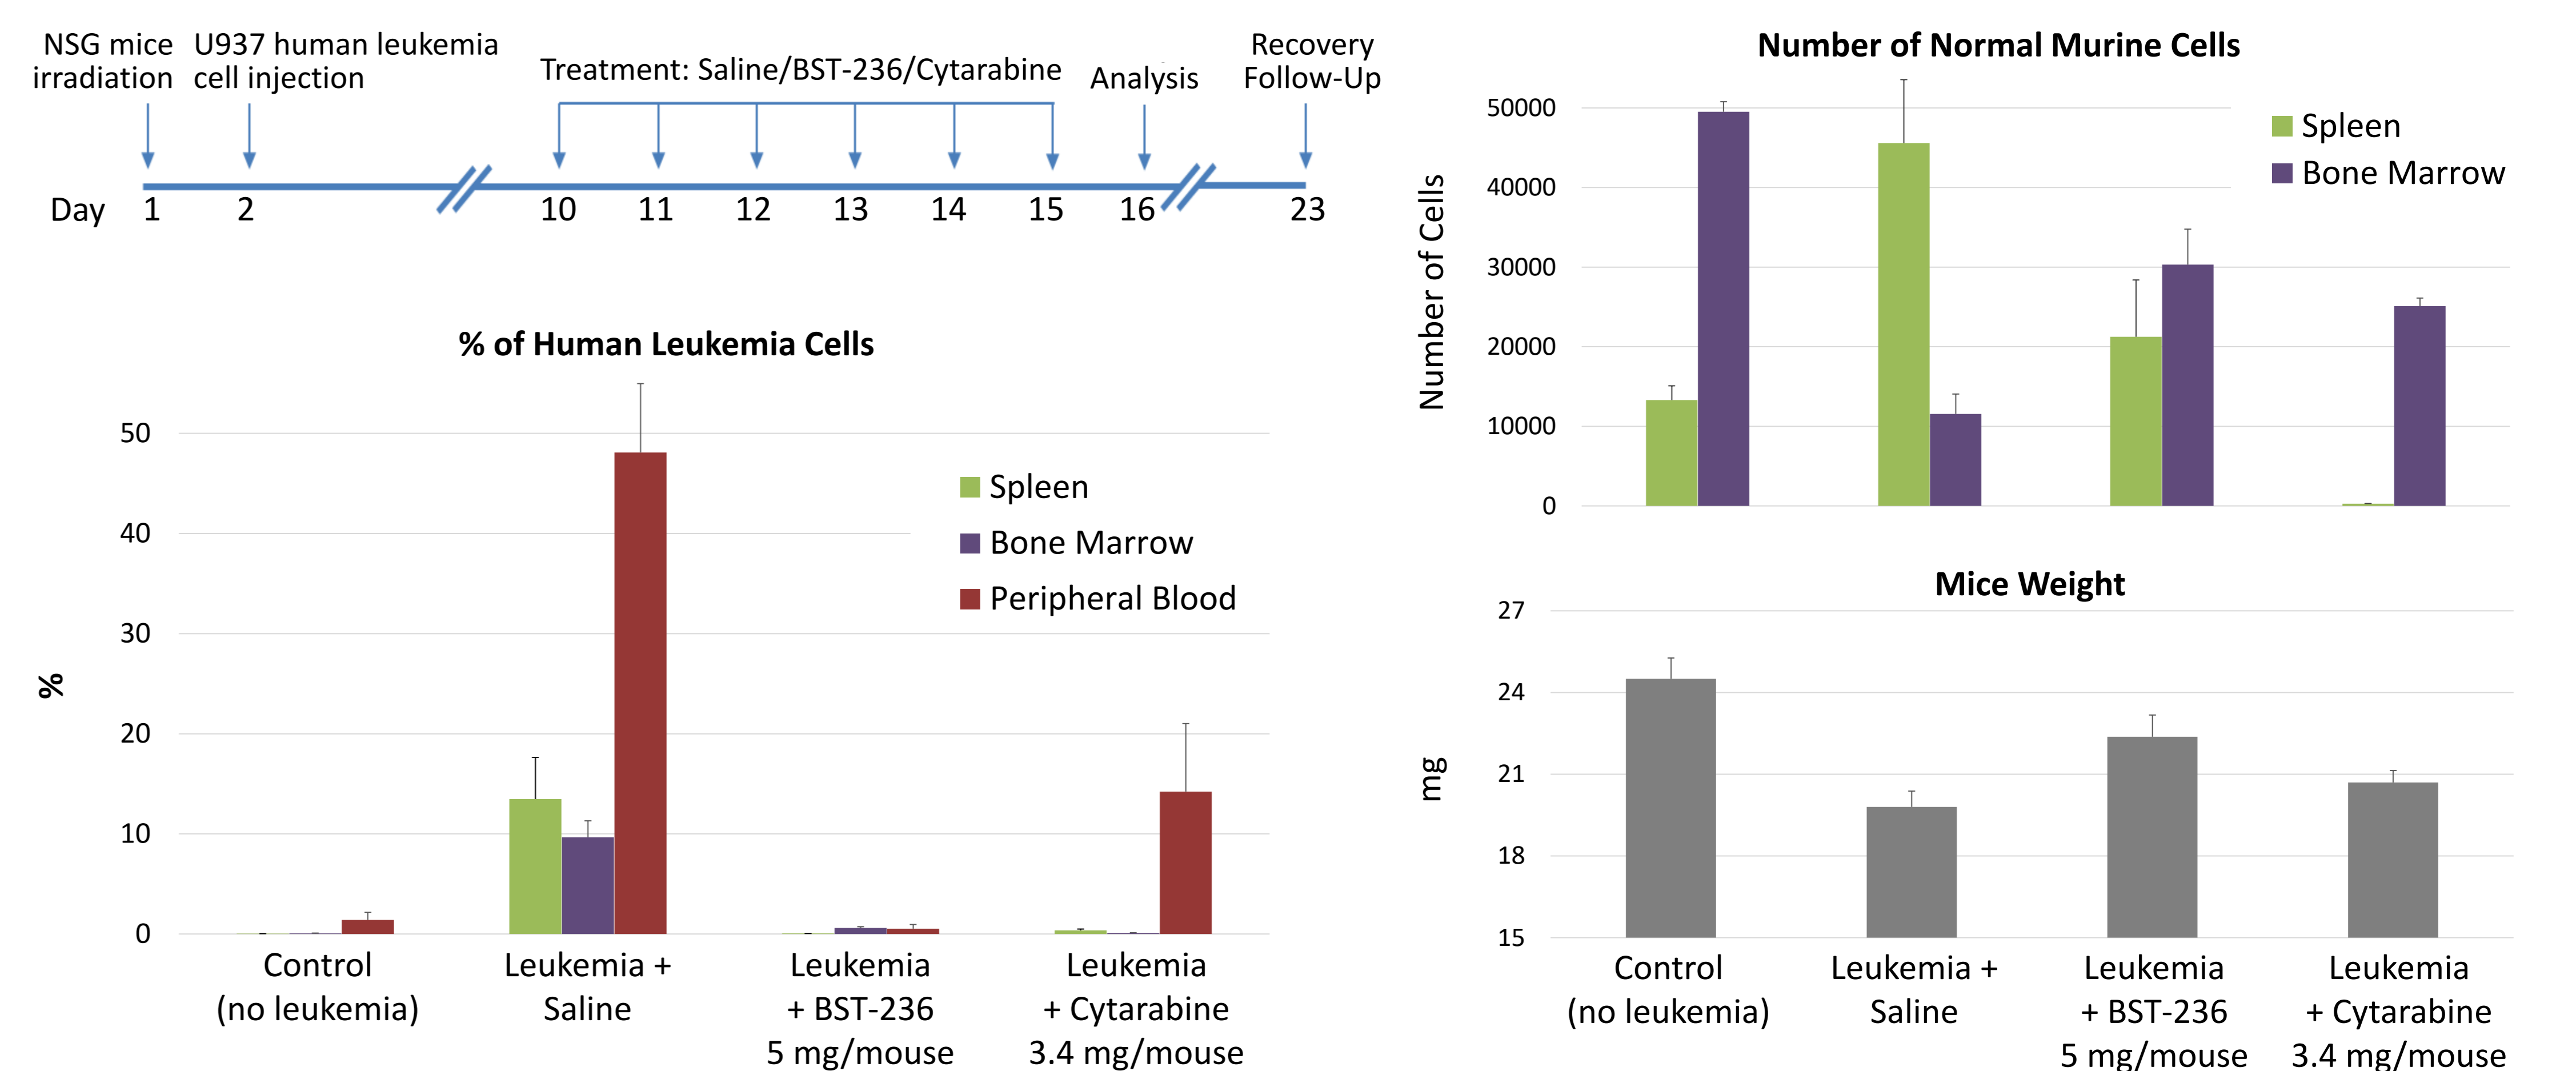 NSG mice
irradiation
U937 human leukemia
cell injection
Treatment: Saline/BST-236/Cytarabine
Analysis
Recovery
Follow-Up
Day 1 2 10 11 12 13 14 15 16 23
% of Human Leukemia Cells
%
50
40
30
20
10
0
Spleen
Bone Marrow
Peripheral Blood
Control
(no leukemia)
Leukemia +
Saline
Leukemia
+ BST-236
5 mg/mouse
Leukemia
+ Cytarabine
3.4 mg/mouse
Number of Normal Murine Cells
Number of Cells
50000
40000
30000
20000
10000
0
Spleen
Bone Marrow
Mice Weight
mg
27
24
21
18
15
Control
(no leukemia)
Leukemia +
Saline
Leukemia
+ BST-236
5 mg/mouse
Leukemia
+ Cytarabine
3.4 mg/mouse